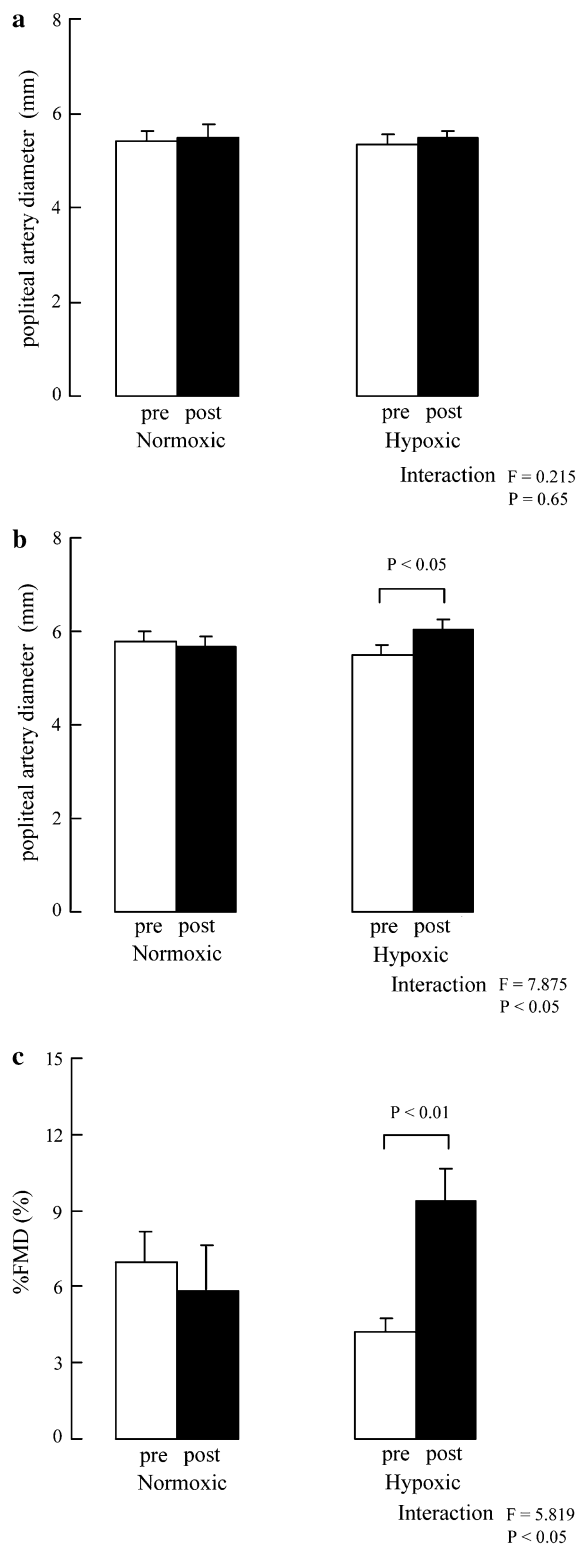 a
8
6
4
2
0
popliteal artery diameter (mm)
pre post pre post
Normoxic Hypoxic
Interaction F = 0.215
P = 0.65
b
8
6
4
2
0
popliteal artery diameter (mm)
P < 0.05
pre post pre post
Normoxic Hypoxic
Interaction F = 7.875
P < 0.05
c
15
12
9
6
3
0
%FMD (%)
P < 0.01
pre post pre post
Normoxic Hypoxic
Interaction F = 5.819
P < 0.05